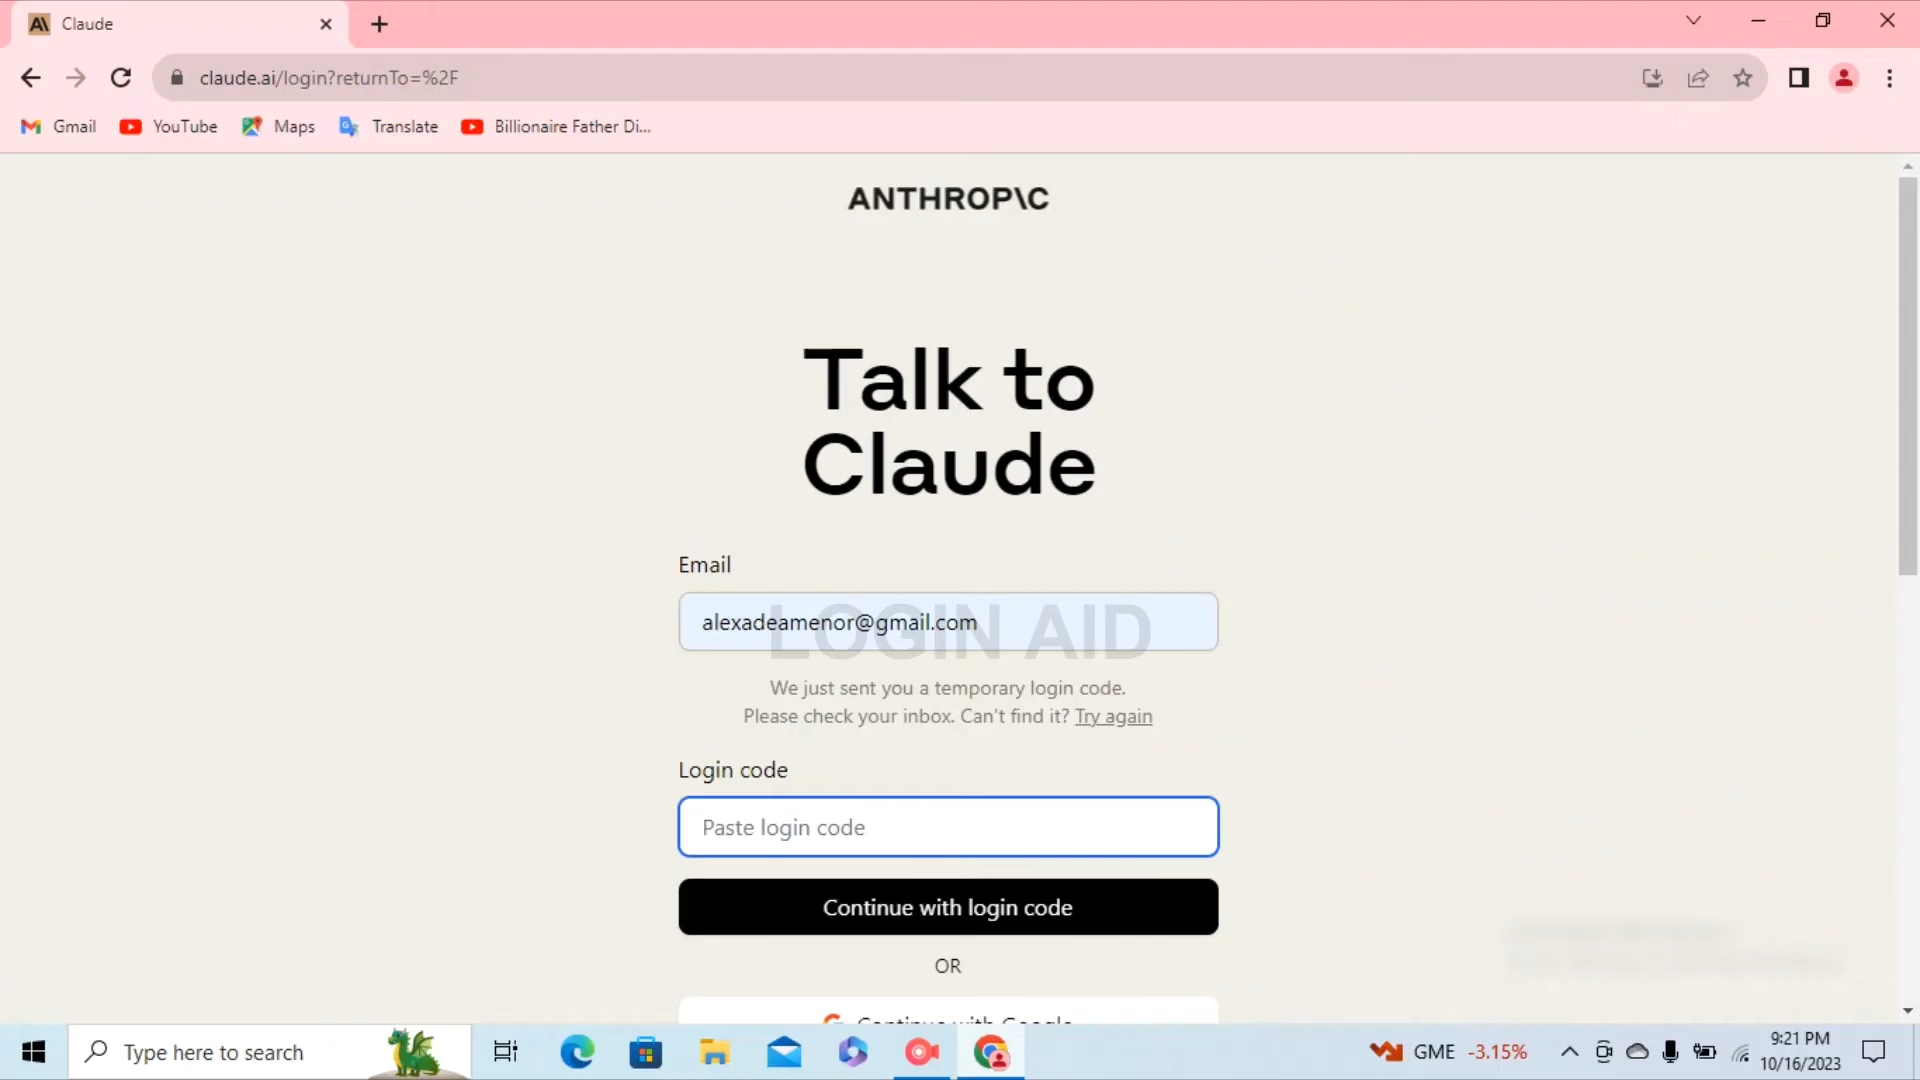 Claude
claude.ai/login?returnTo=%2F
Gmail YouTube Maps Translate Billionaire Father Di...
ANTHROP\C
Talk to
Claude
Email
alexadeamenor@gmail.com
LOGIN AID
We just sent you a temporary login code.
Please check your inbox. Can't find it? Try again
Login code
Paste login code
Continue with login code
OR
Continue with Google
Type here to search
GME -3.15%
9:21 PM
10/16/2023